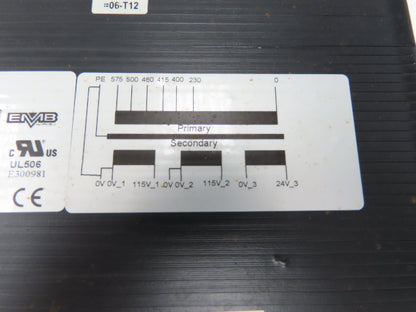 =06-T12
EMB
c UL US
UL506
E300981
CE
PE 575 500 460 415 400 230 0
Primary
Secondary
0V 0V_1 115V_1 0V 0V_2 115V_2 0V_3 24V_3